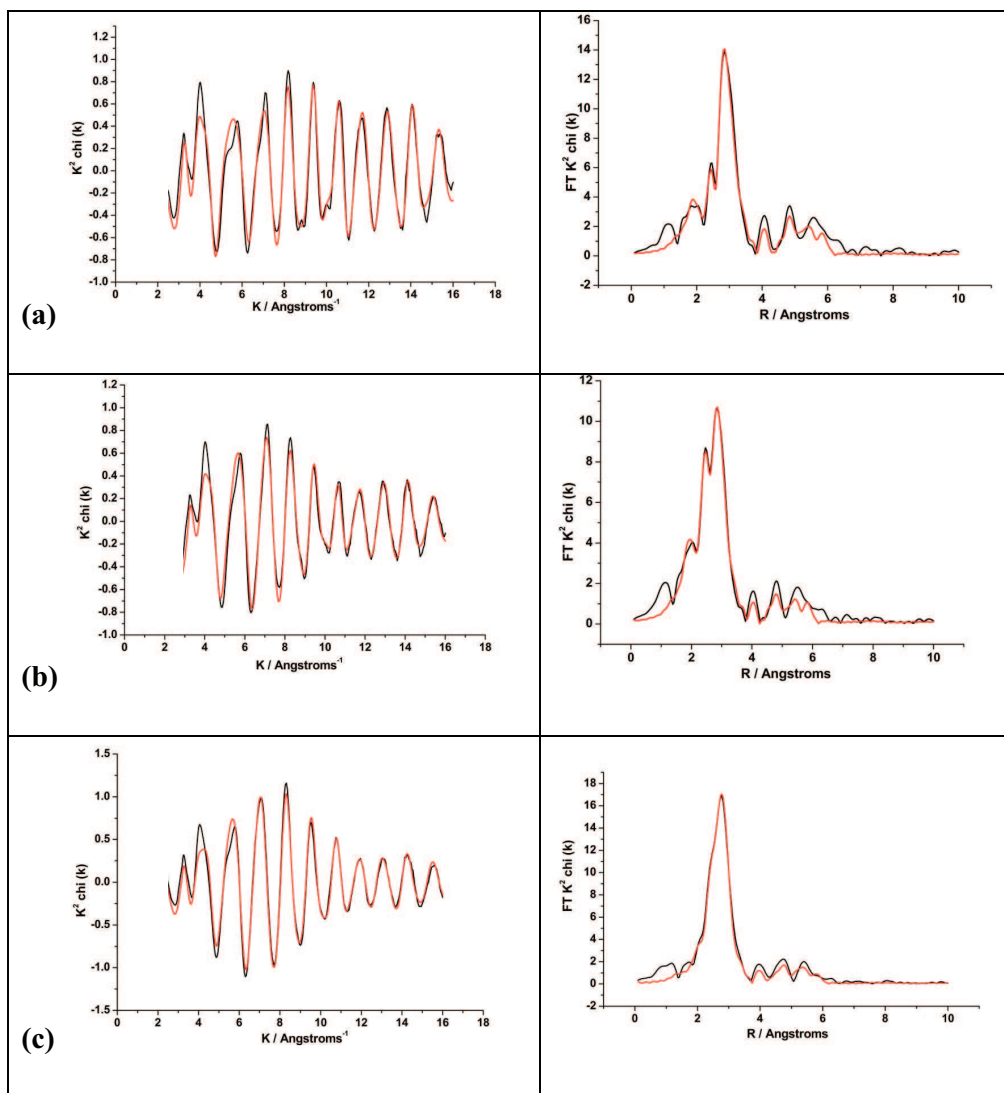 1.2
1.0
0.8
0.6
0.4
0.2
0.0
-0.2
-0.4
-0.6
-0.8
-1.0
K² chi (k)
0 2 4 6 8 10 12 14 16 18
K / Angstroms⁻¹
(a)
16
14
12
10
8
6
4
2
0
-2
FT K² chi (k)
0 2 4 6 8 10
R / Angstroms
1.2
1.0
0.8
0.6
0.4
0.2
0.0
-0.2
-0.4
-0.6
-0.8
-1.0
K² chi (k)
0 2 4 6 8 10 12 14 16 18
K / Angstroms⁻¹
(b)
12
10
8
6
4
2
0
FT K² chi (k)
0 2 4 6 8 10
R / Angstroms
1.5
1.0
0.5
0.0
-0.5
-1.0
-1.5
K² chi (k)
0 2 4 6 8 10 12 14 16 18
K / Angstroms⁻¹
(c)
18
16
14
12
10
8
6
4
2
0
-2
FT K² chi (k)
0 2 4 6 8 10
R / Angstroms